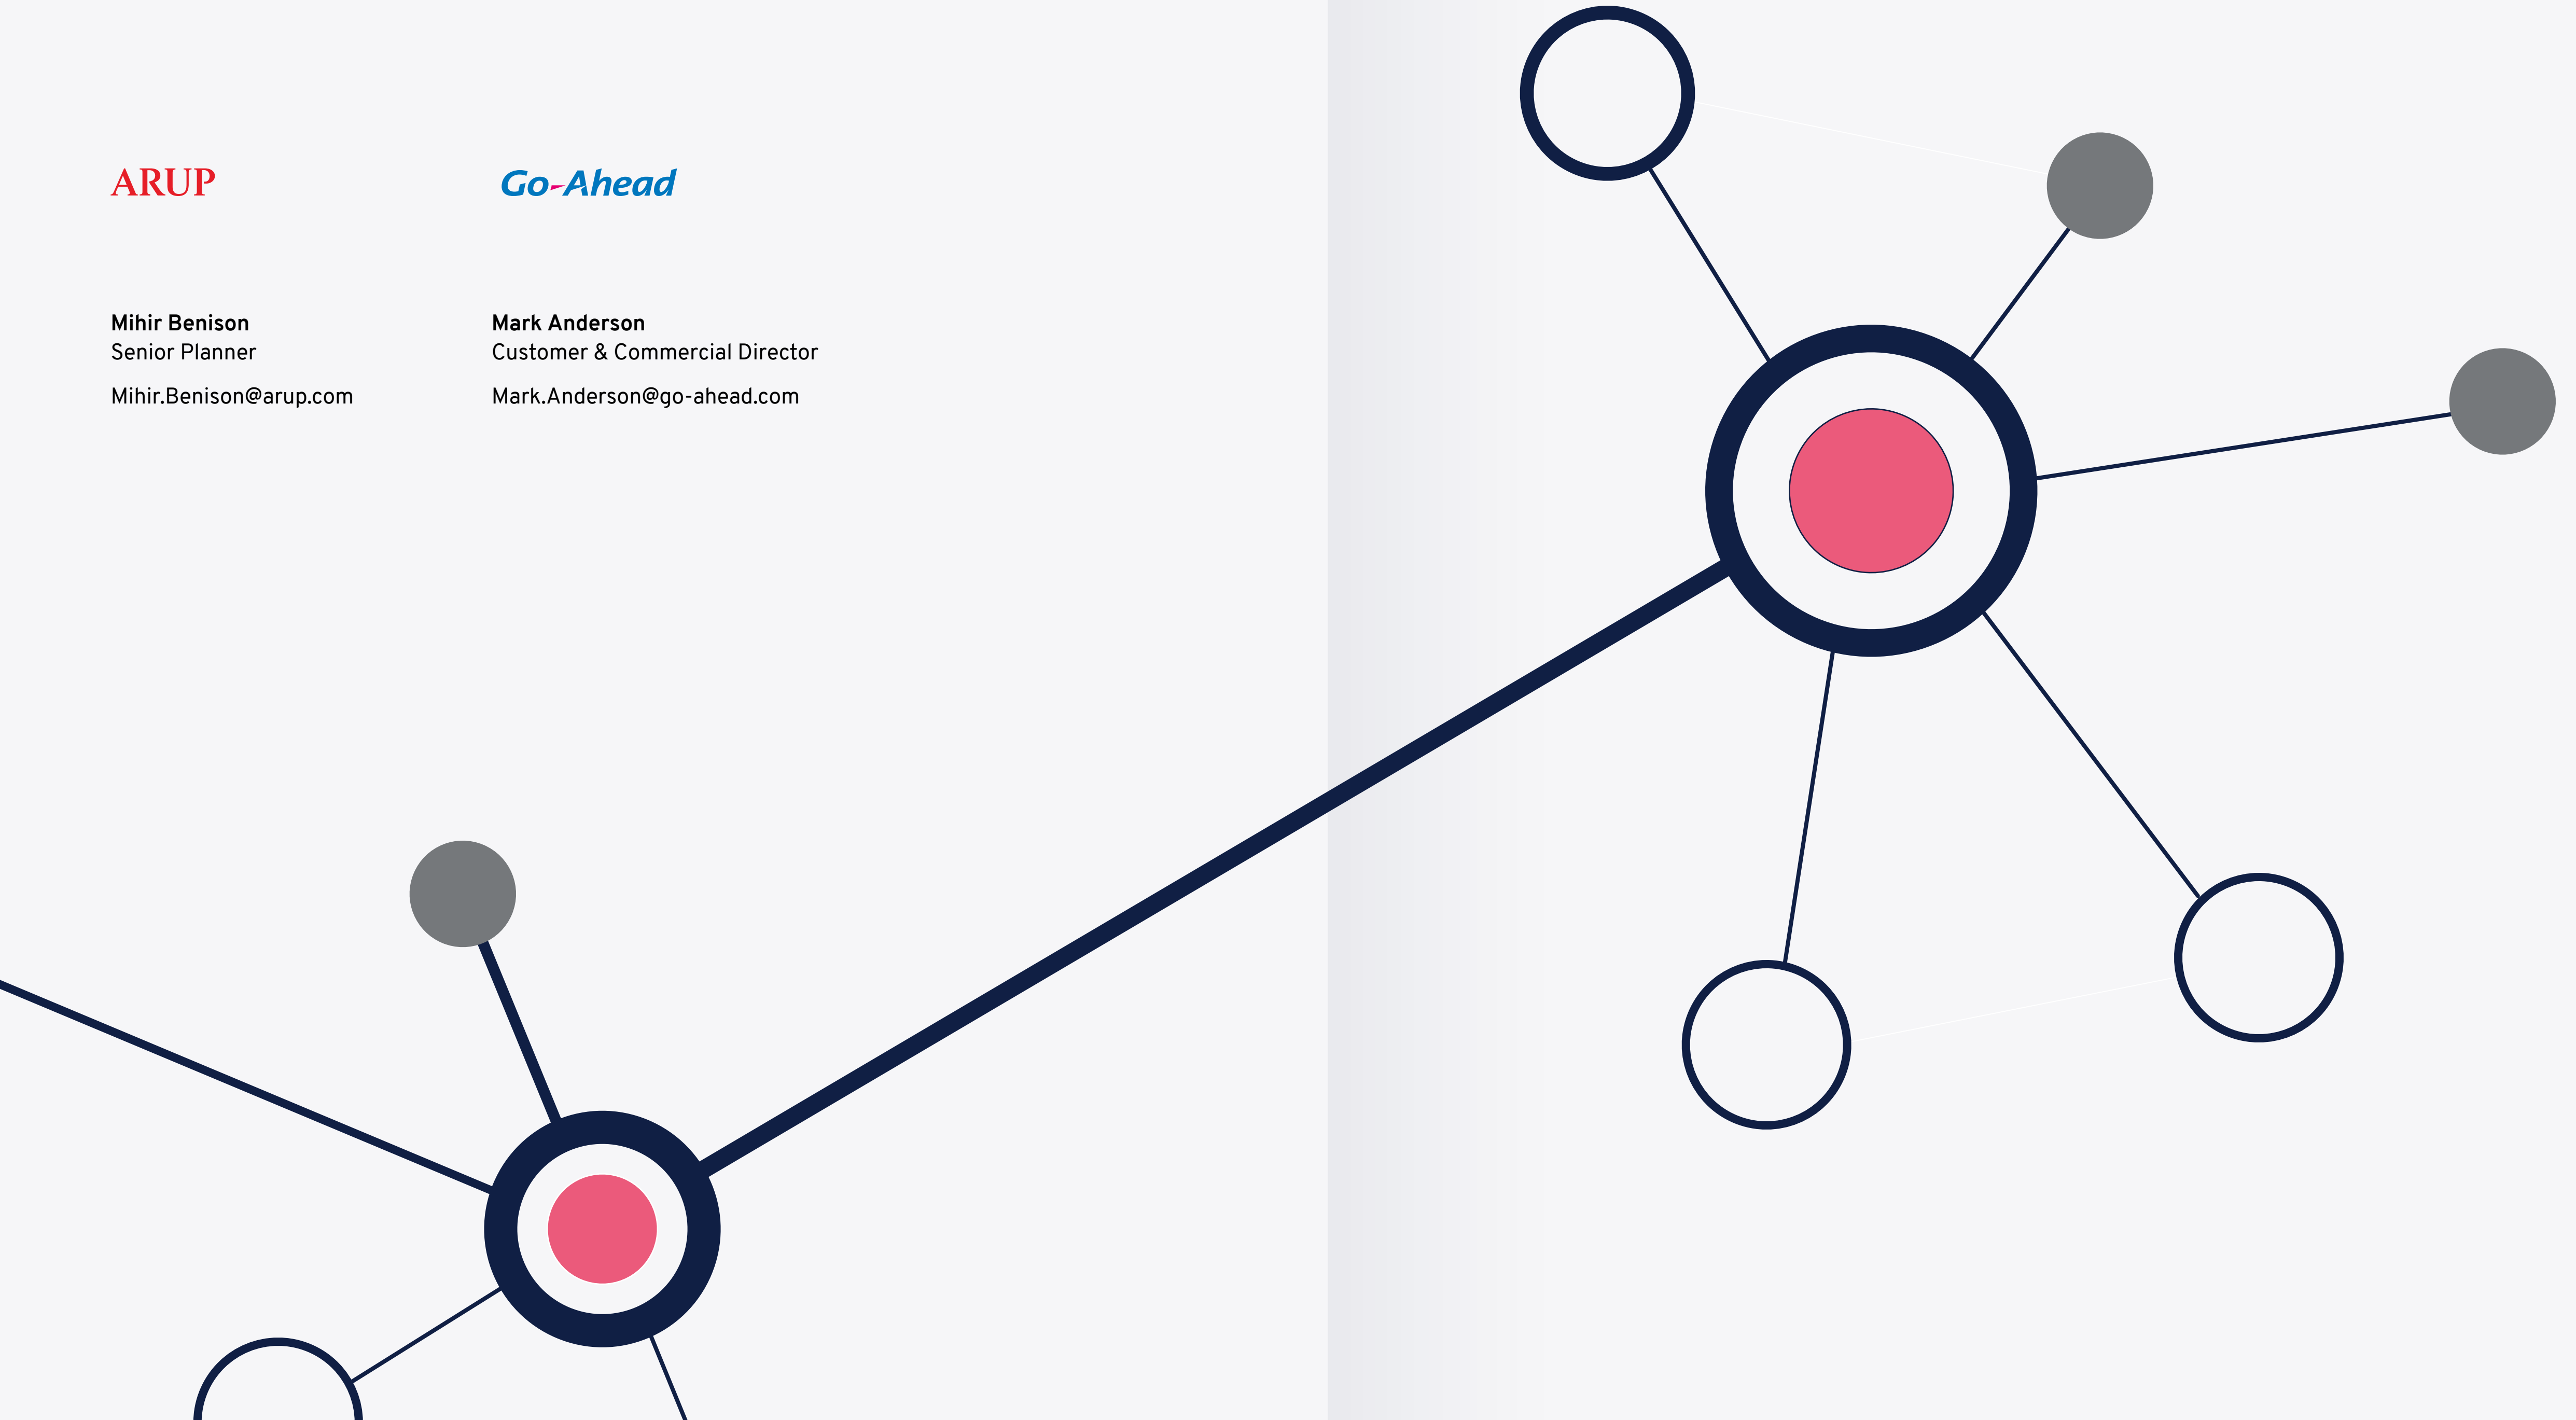 ARUP
Go-Ahead
Mihir Benison
Senior Planner
Mihir.Benison@arup.com
Mark Anderson
Customer & Commercial Director
Mark.Anderson@go-ahead.com